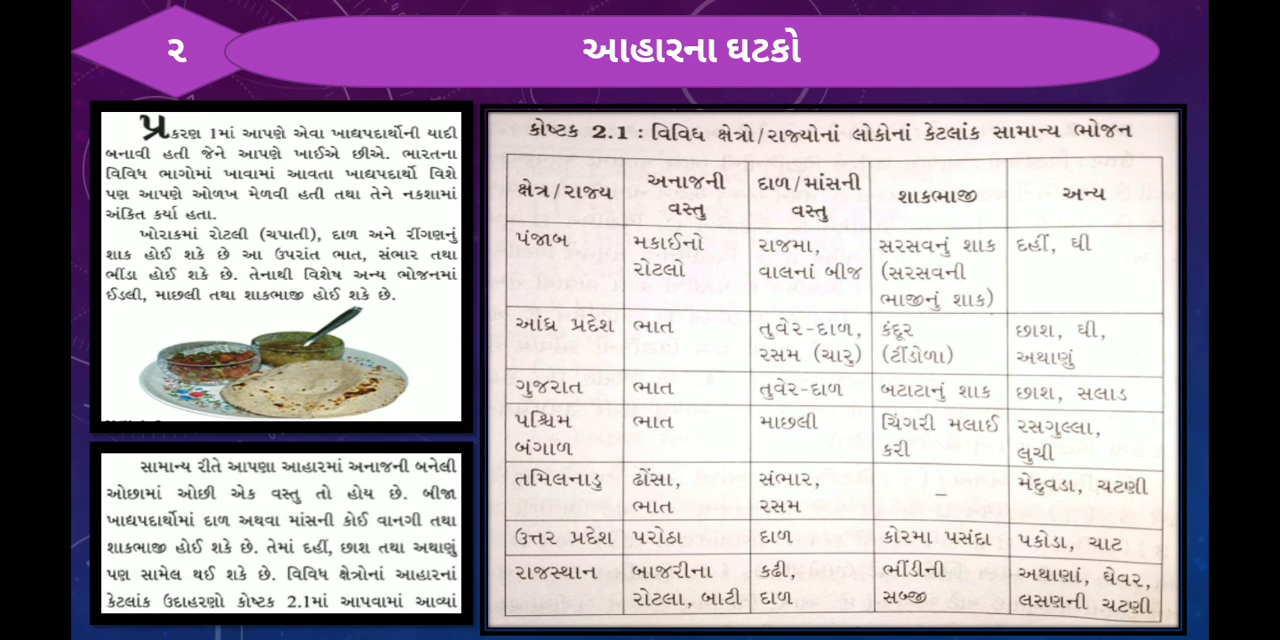 ૨
આહારના ઘટકો
પ્રકરણ 1માં આપણે એવા ખાદ્યપદાર્થોની યાદી
બનાવી હતી જેને આપણે ખાઈએ છીએ. ભારતના
વિવિધ ભાગોમાં ખાવામાં આવતા ખાદ્યપદાર્થો વિશે
પણ આપણે ઓળખ મેળવી હતી તથા તેને નકશામાં
અંકિત કર્યા હતા.
ખોરાકમાં રોટલી (ચપાતી), દાળ અને રીંગણનું
શાક હોઈ શકે છે આ ઉપરાંત ભાત, સંભાર તથા
ભીંડા હોઈ શકે છે. તેનાથી વિશેષ અન્ય ભોજનમાં
ઈડલી, માછલી તથા શાકભાજી હોઈ શકે છે.
સામાન્ય રીતે આપણા આહારમાં અનાજની બનેલી
ઓછામાં ઓછી એક વસ્તુ તો હોય છે. બીજા
ખાદ્યપદાર્થોમાં દાળ અથવા માંસની કોઈ વાનગી તથા
શાકભાજી હોઈ શકે છે. તેમાં દહીં, છાશ તથા અથાણું
પણ સામેલ થઈ શકે છે. વિવિધ ક્ષેત્રોનાં આહારનાં
કેટલાંક ઉદાહરણો કોષ્ટક 2.1માં આપવામાં આવ્યાં
કોષ્ટક 2.1 : વિવિધ ક્ષેત્રો/રાજ્યોનાં લોકોનાં કેટલાંક સામાન્ય ભોજન
ક્ષેત્ર/રાજ્ય અનાજની વસ્તુ દાળ/માંસની વસ્તુ શાકભાજી અન્ય
પંજાબ મકાઈનો રાજમા, સરસવનું શાક દહીં, ઘી
રોટલો વાલનાં બીજ (સરસવની
ભાજીનું શાક)
આંધ્ર પ્રદેશ ભાત તુવેર-દાળ, કંદૂર છાશ, ઘી,
રસમ (ચારુ) (ટીંડોળા) અથાણું
ગુજરાત ભાત તુવેર-દાળ બટાટાનું શાક છાશ, સલાડ
પશ્ચિમ ભાત માછલી ચિંગરી મલાઈ રસગુલ્લા,
બંગાળ કરી લુચી
તમિલનાડુ ઢોંસા, સંભાર, – મેદુવડા, ચટણી
ભાત રસમ
ઉત્તર પ્રદેશ પરોઠા દાળ કોરમા પસંદા પકોડા, ચાટ
રાજસ્થાન બાજરીના કઢી, ભીંડીની અથાણાં, ઘેવર,
રોટલા, બાટી દાળ સબ્જી લસણની ચટણી